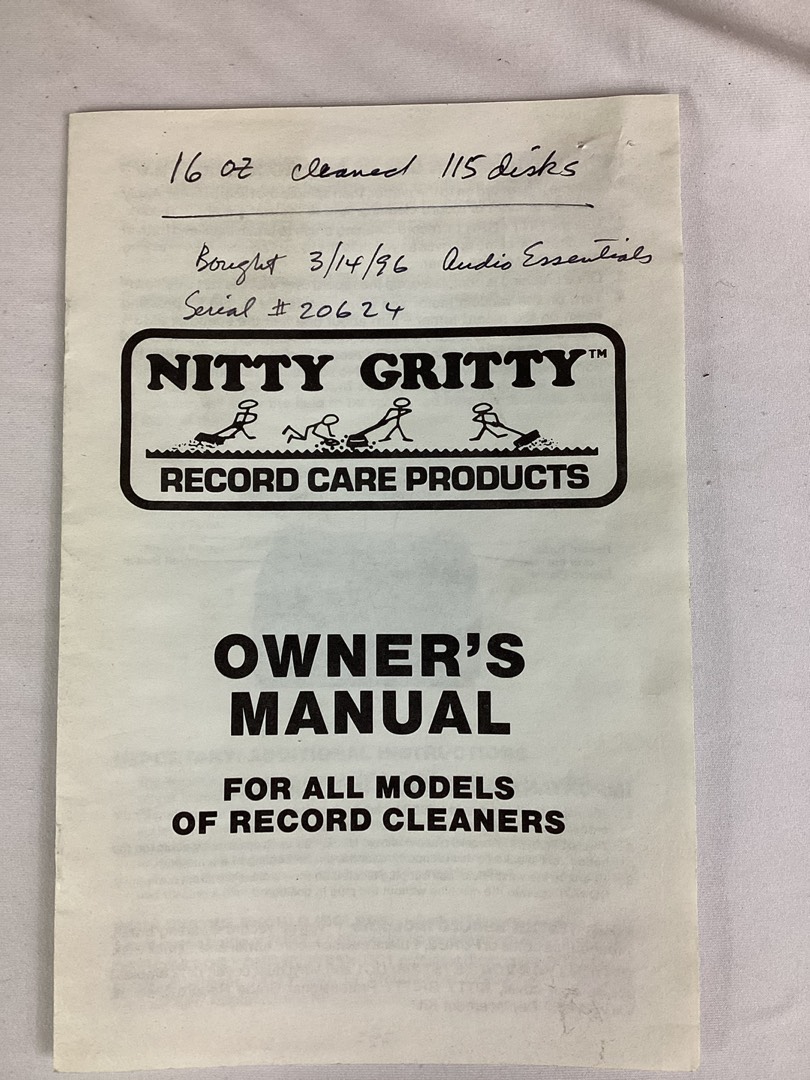 16 oz cleaned 115 disks
Bought 3/14/96 Audio Essentials
Serial # 20624
NITTY GRITTY™
RECORD CARE PRODUCTS
OWNER'S
MANUAL
FOR ALL MODELS
OF RECORD CLEANERS